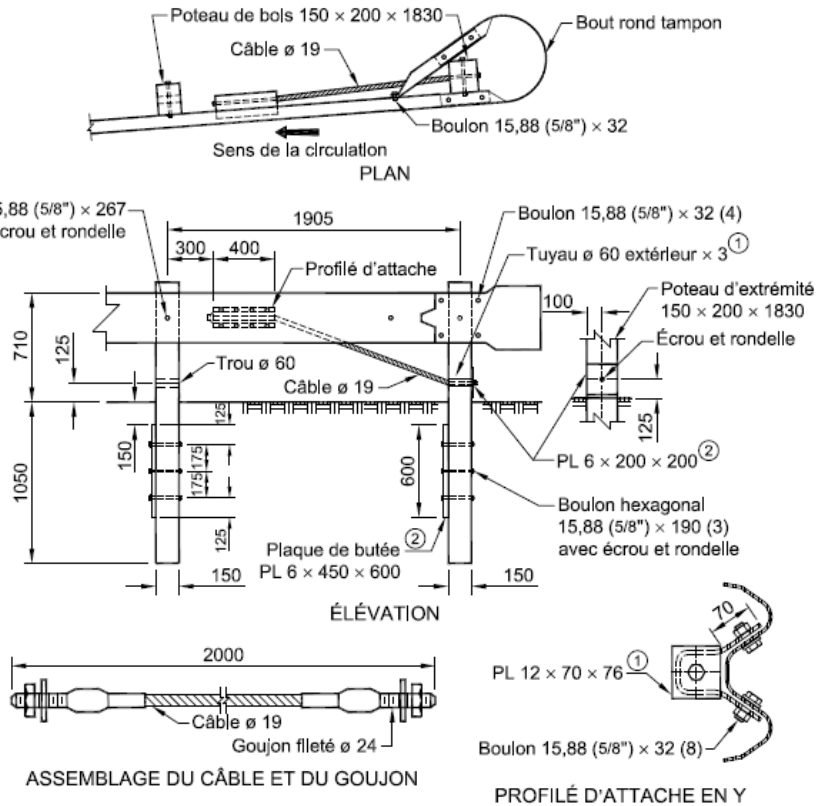 Poteau de bols 150 × 200 × 1830
Câble ø 19
Bout rond tampon
Boulon 15,88 (5/8") × 32
Sens de la circulation
PLAN
5,88 (5/8") × 267
crou et rondelle
1905
300
400
Profilé d'attache
Boulon 15,88 (5/8") × 32 (4)
Tuyau ø 60 extérieur × 3 ①
100
Poteau d'extrémité
150 × 200 × 1830
Écrou et rondelle
710
125
Trou ø 60
Câble ø 19
125
125
PL 6 × 200 × 200 ②
1050
150
175
175
125
600
Boulon hexagonal
15,88 (5/8") × 190 (3)
avec écrou et rondelle
Plaque de butée ②
PL 6 × 450 × 600
150
150
ÉLÉVATION
2000
Câble ø 19
Goujon flleté ø 24
ASSEMBLAGE DU CÂBLE ET DU GOUJON
70
PL 12 × 70 × 76 ①
Boulon 15,88 (5/8") × 32 (8)
PROFILÉ D'ATTACHE EN Y